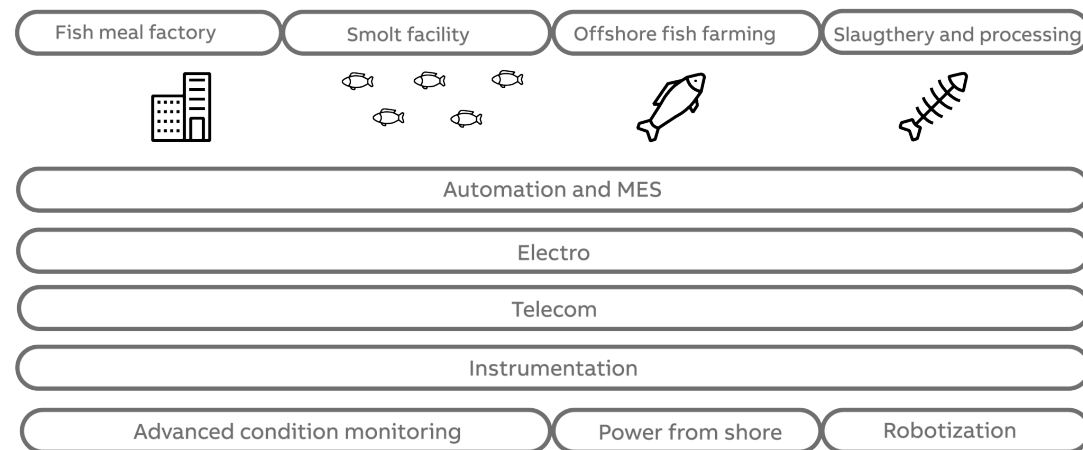 Fish meal factory
Smolt facility
Offshore fish farming
Slaugthery and processing
Automation and MES
Electro
Telecom
Instrumentation
Advanced condition monitoring
Power from shore
Robotization